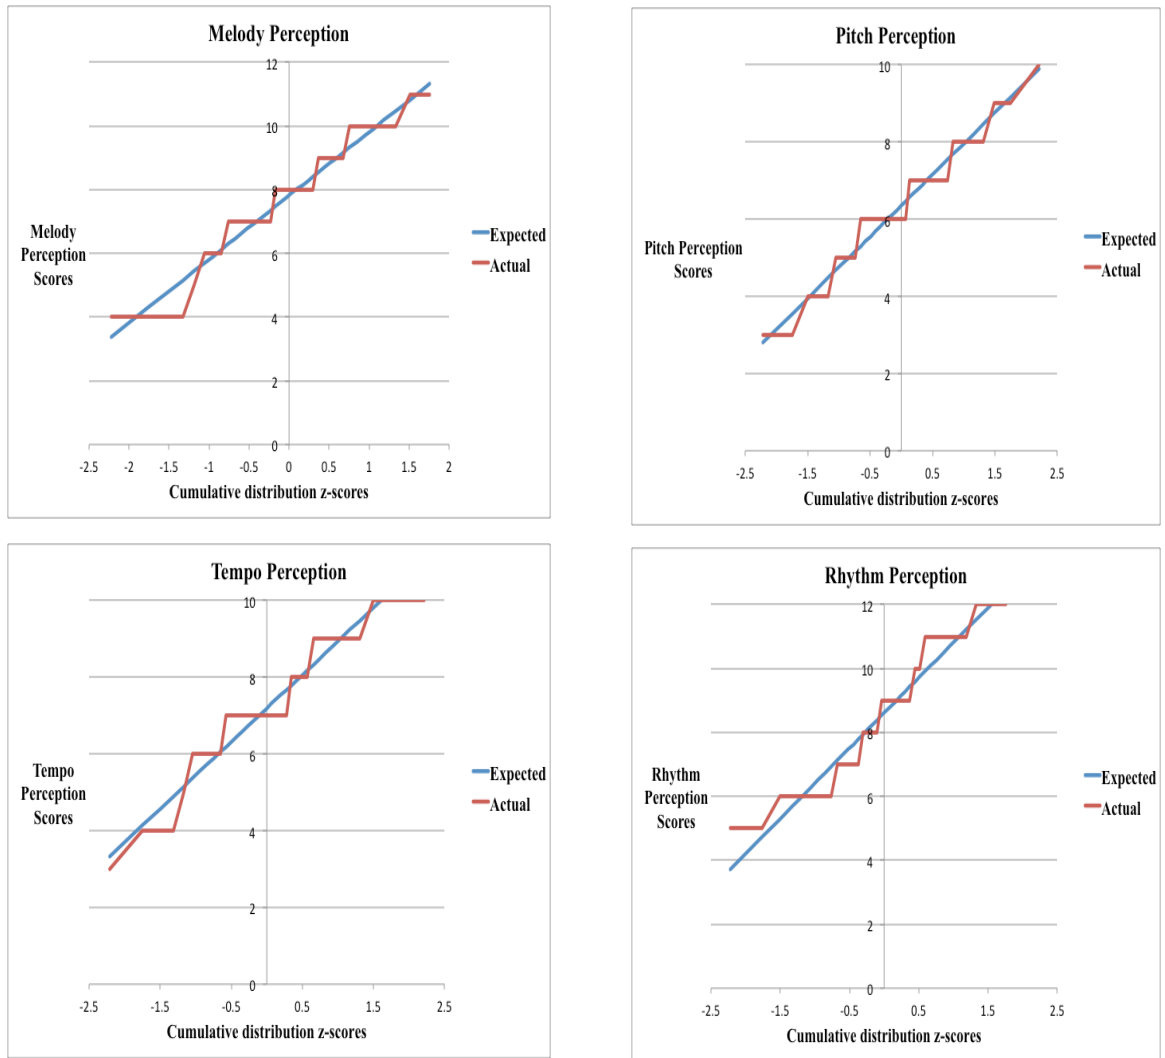 Melody Perception
12
10
8
6
4
2
0
-2.5 -2 -1.5 -1 -0.5 0 0.5 1 1.5 2
Melody
Perception
Scores
Cumulative distribution z-scores
Expected
Actual
Pitch Perception
10
8
6
4
2
0
-2.5 -1.5 -0.5 0.5 1.5 2.5
Pitch Perception
Scores
Cumulative distribution z-scores
Expected
Actual
Tempo Perception
10
8
6
4
2
0
-2.5 -1.5 -0.5 0.5 1.5 2.5
Tempo
Perception
Scores
Cumulative distribution z-scores
Expected
Actual
Rhythm Perception
12
10
8
6
4
2
0
-2.5 -1.5 -0.5 0.5 1.5 2.5
Rhythm
Perception
Scores
Cumulative distribution z-scores
Expected
Actual